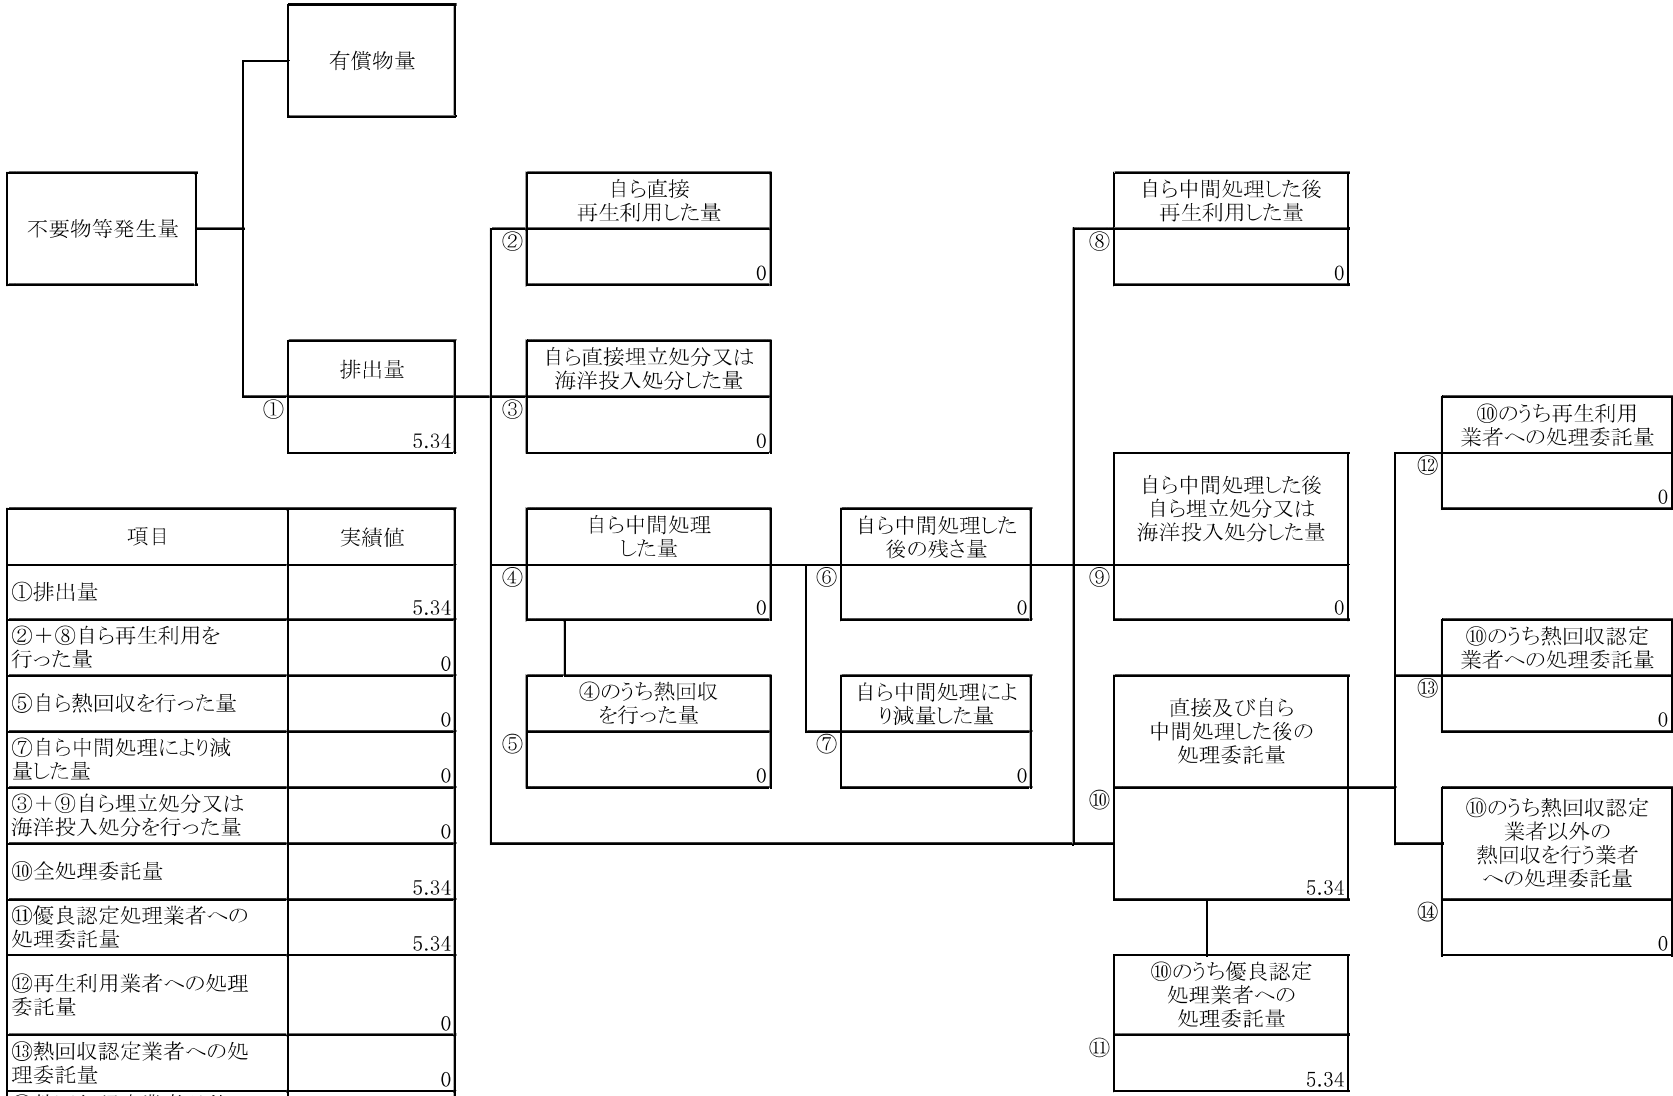 有償物量
不要物等発生量
自ら直接
再生利用した量
②
0
自ら中間処理した後
再生利用した量
⑧
0
排出量
①
5.34
自ら直接埋立処分又は
海洋投入処分した量
③
0
⑩のうち再生利用
業者への処理委託量
⑫
0
自ら中間処理した後
自ら埋立処分又は
海洋投入処分した量
⑨
0
自ら中間処理
した量
④
0
自ら中間処理した
後の残さ量
⑥
0
⑩のうち熱回収認定
業者への処理委託量
⑬
0
④のうち熱回収
を行った量
⑤
0
自ら中間処理によ
り減量した量
⑦
0
直接及び自ら
中間処理した後の
処理委託量
⑩
5.34
⑩のうち熱回収認定
業者以外の
熱回収を行う業者
への処理委託量
⑭
0
⑩のうち優良認定
処理業者への
処理委託量
⑪
5.34
項目
実績値
①排出量
5.34
②+⑧自ら再生利用を
行った量
0
⑤自ら熱回収を行った量
0
⑦自ら中間処理により減
量した量
0
③+⑨自ら埋立処分又は
海洋投入処分を行った量
0
⑩全処理委託量
5.34
⑪優良認定処理業者への
処理委託量
5.34
⑫再生利用業者への処理
委託量
0
⑬熱回収認定業者への処
理委託量
0